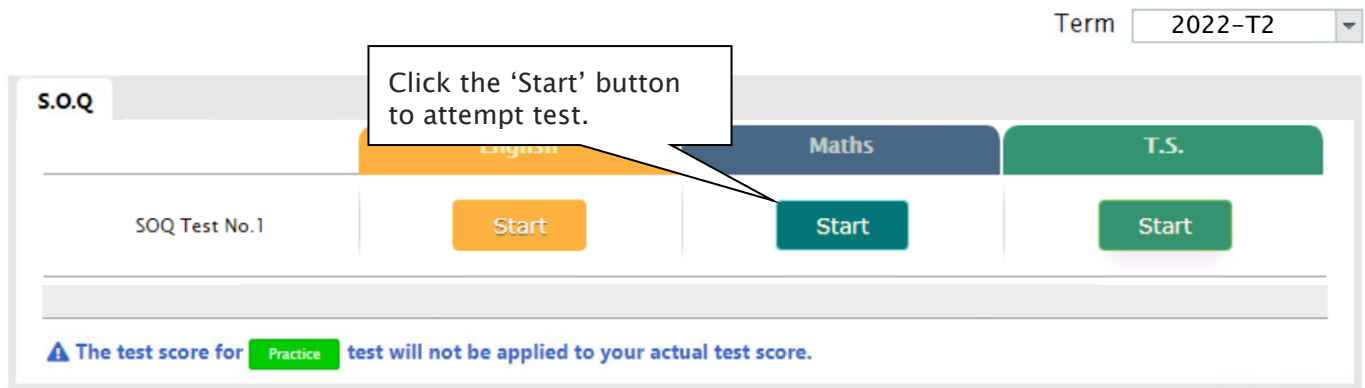 Term 2022-T2
Click the ‘Start’ button
to attempt test.
S.O.Q
English Maths T.S.
SOQ Test No.1 Start Start Start
The test score for Practice test will not be applied to your actual test score.